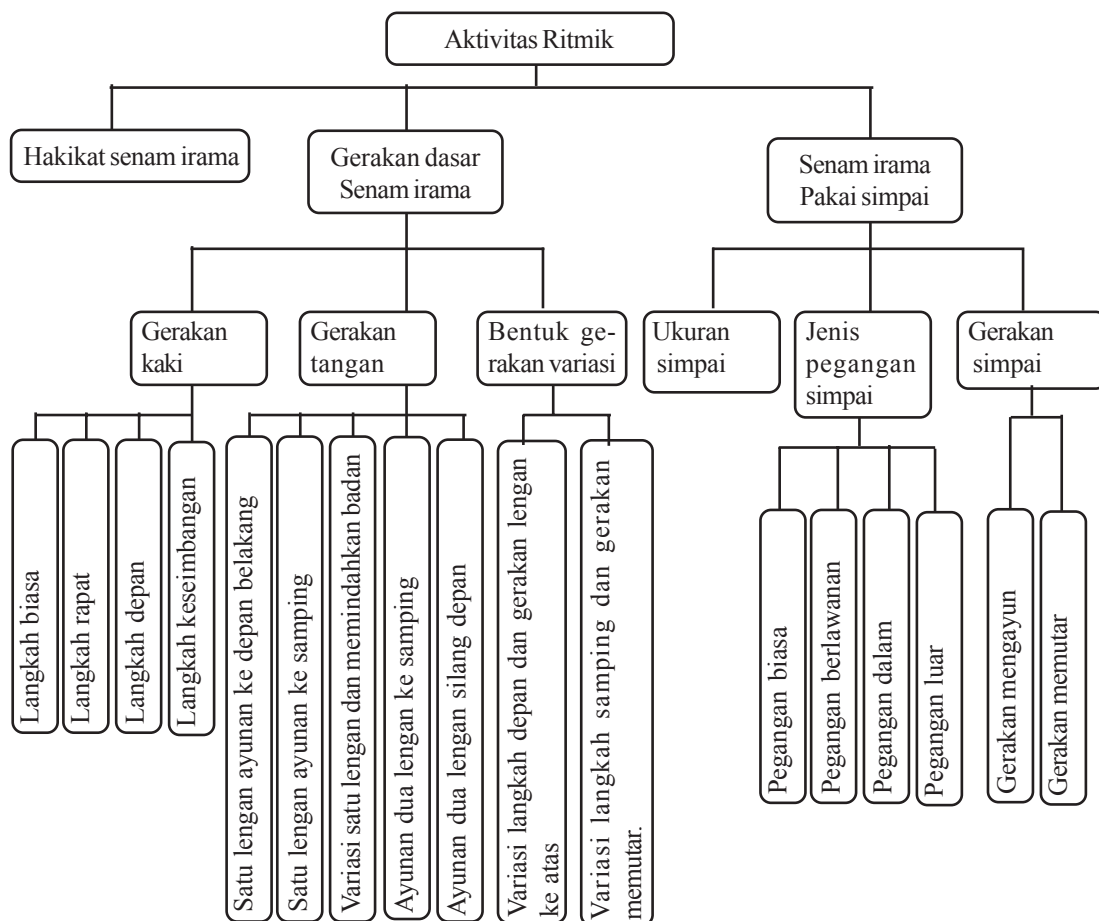 Aktivitas Ritmik
Hakikat senam irama
Gerakan dasar
Senam irama
Senam irama
Pakai simpai
Gerakan
kaki
Gerakan
tangan
Bentuk ge-
rakan variasi
Ukuran
simpai
Jenis
pegangan
simpai
Gerakan
simpai
Langkah biasa
Langkah rapat
Langkah depan
Langkah keseimbangan
Satu lengan ayunan ke depan belakang
Satu lengan ayunan ke samping
Variasi satu lengan dan memindahkan badan
Ayunan dua lengan ke samping
Ayunan dua lengan silang depan
Variasi langkah depan dan gerakan lengan
ke atas
Variasi langkah samping dan gerakan
memutar.
Pegangan biasa
Pegangan berlawanan
Pegangan dalam
Pegangan luar
Gerakan mengayun
Gerakan memutar